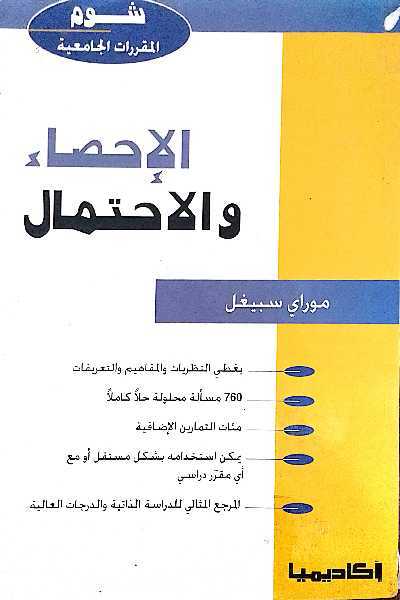 شوم
المقررات الجامعية
الإحصاء
والاحتمال
موراي سبيغل
يغطي النظريات والمفاهيم والتعريفات
760 مسألة محلولة حلاً كاملاً
مئات التمارين الإضافية
يمكن استخدامه بشكل مستقل أو مع
أي مقرّر دراسي
المرجع المثالي للدراسة الذاتية والدرجات العالية
أكاديميا